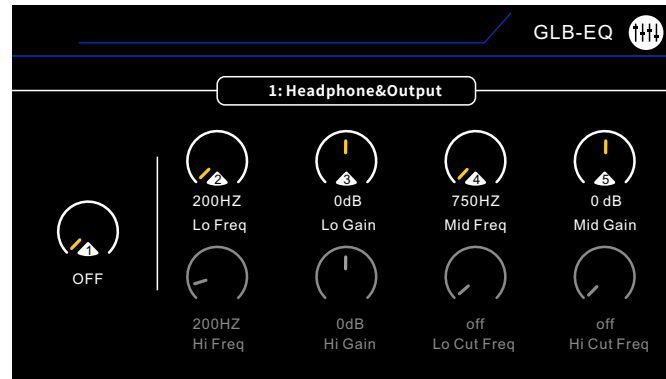 GLB-EQ
1: Headphone&Output
2 3 4 5
200HZ 0dB 750HZ 0 dB
Lo Freq Lo Gain Mid Freq Mid Gain
1
OFF
200HZ 0dB off off
Hi Freq Hi Gain Lo Cut Freq Hi Cut Freq